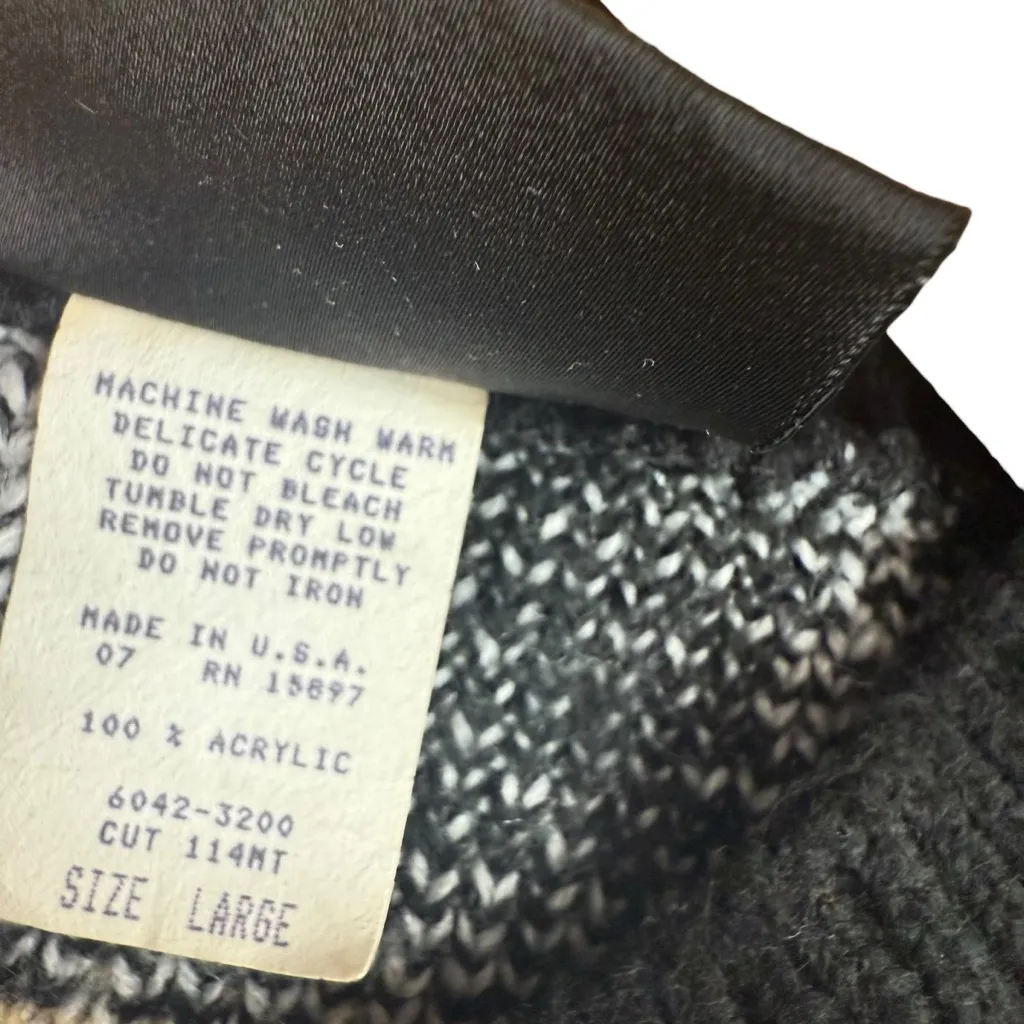 MACHINE WASH WARM
DELICATE CYCLE
DO NOT BLEACH
TUMBLE DRY LOW
REMOVE PROMPTLY
DO NOT IRON
MADE IN U.S.A.
07 RN 15897
100 % ACRYLIC
6042-3200
CUT 114MT
SIZE LARGE